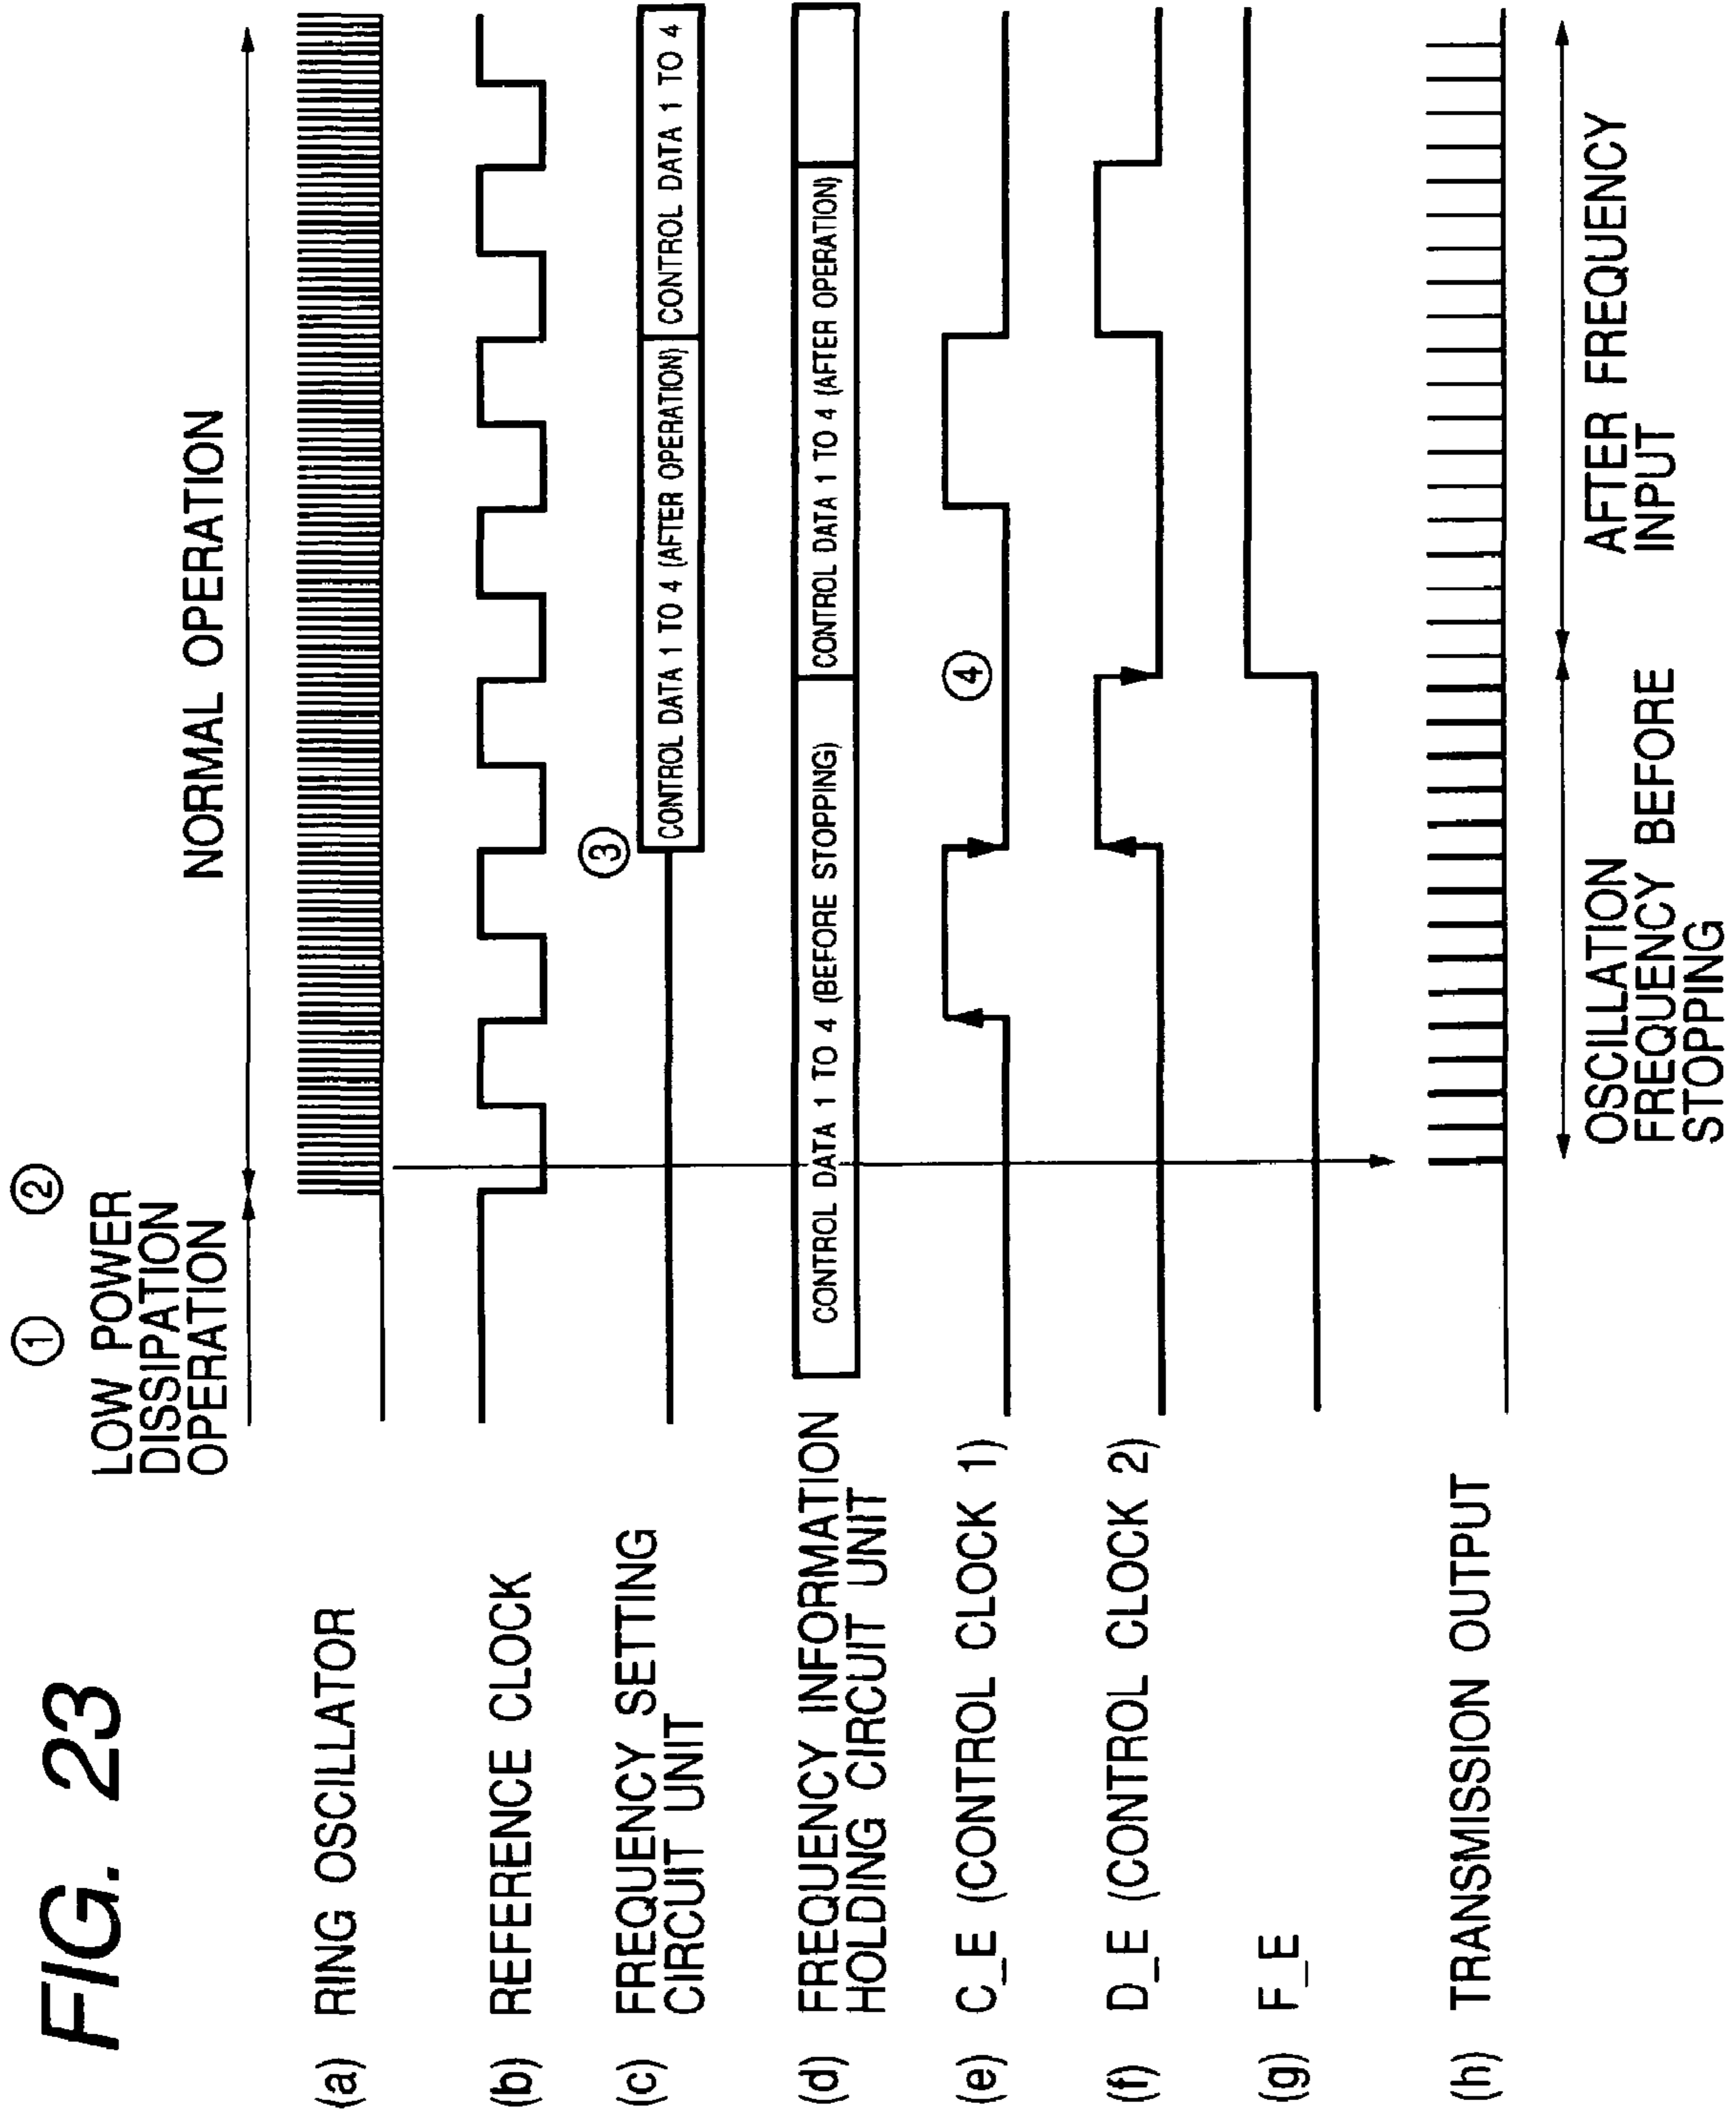 FIG. 23
① ②
LOW POWER
DISSIPATION
OPERATION
NORMAL OPERATION
(a) RING OSCILLATOR
(b) REFERENCE CLOCK
③
(c) FREQUENCY SETTING
CIRCUIT UNIT
CONTROL DATA 1 TO 4 (AFTER OPERATION)
CONTROL DATA 1 TO 4
(d) FREQUENCY INFORMATION
HOLDING CIRCUIT UNIT
CONTROL DATA 1 TO 4 (BEFORE STOPPING)
CONTROL DATA 1 TO 4 (AFTER OPERATION)
④
(e) C_E (CONTROL CLOCK 1)
(f) D_E (CONTROL CLOCK 2)
(g) F_E
(h) TRANSMISSION OUTPUT
OSCILLATION
FREQUENCY BEFORE
STOPPING
AFTER FREQUENCY
INPUT